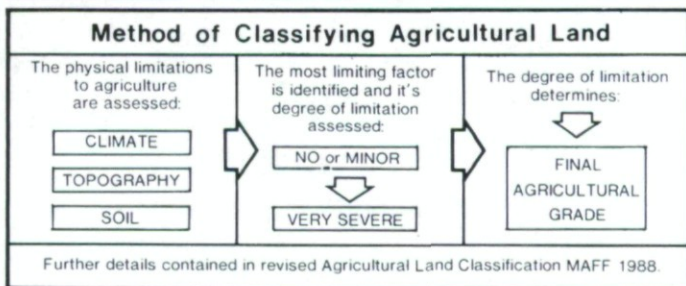 Method of Classifying Agricultural Land
The physical limitations
to agriculture
are assessed:
CLIMATE
TOPOGRAPHY
SOIL
The most limiting factor
is identified and it's
degree of limitation
assessed:
NO or MINOR
VERY SEVERE
The degree of limitation
determines:
FINAL
AGRICULTURAL
GRADE
Further details contained in revised Agricultural Land Classification MAFF 1988.